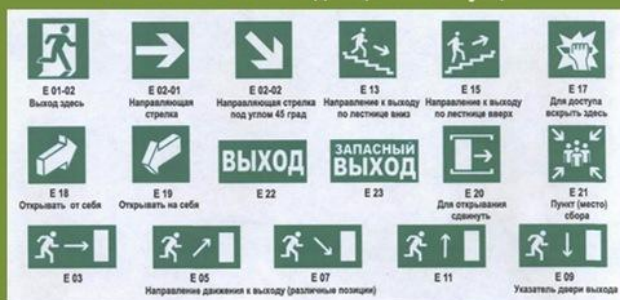 E 01-02
Выход здесь
E 02-01
Направляющая
стрелка
E 02-02
Направляющая стрелка
под углом 45 град
E 13
Направление к выходу
по лестнице вниз
E 15
Направление к выходу
по лестнице вверх
E 17
Для доступа
вскрыть здесь
E 18
Открывать от себя
E 19
Открывать на себя
ВЫХОД
E 22
ЗАПАСНЫЙ
ВЫХОД
E 23
E 20
Для открывания
сдвинуть
E 21
Пункт (место)
сбора
E 03
E 05
E 07
E 11
E 09
Направление движения к выходу (различные позиции)
Указатель двери выхода